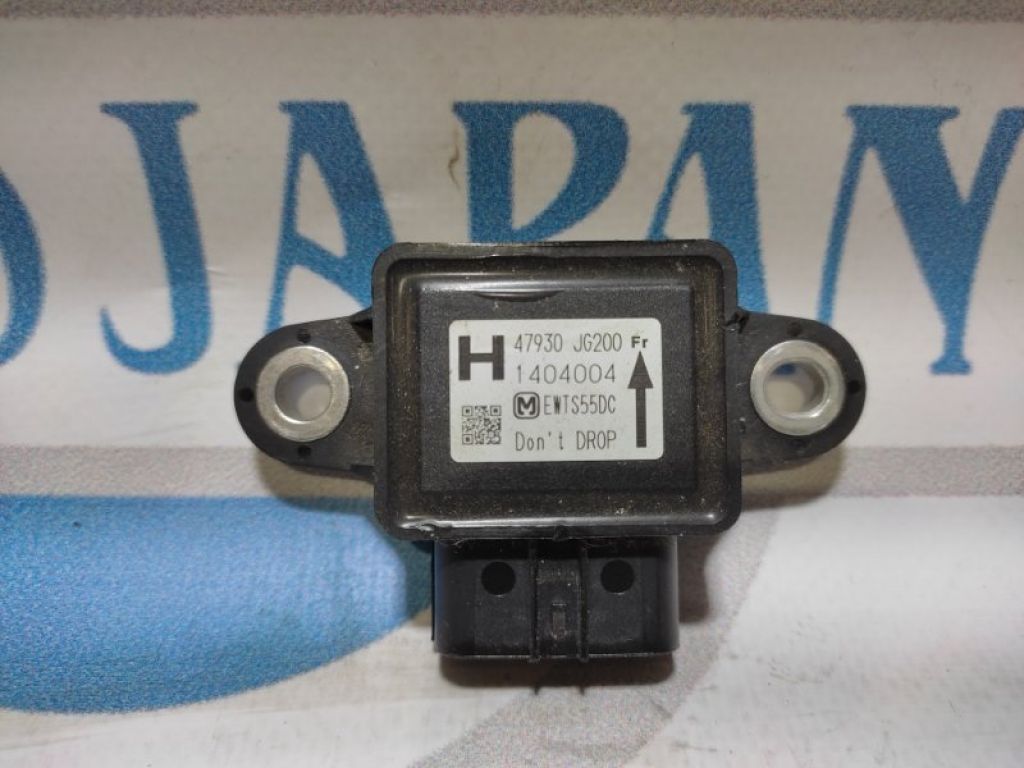 JAPAN
H 47930 JG200 Fr
1404004
M EWTS55DC
Don't DROP